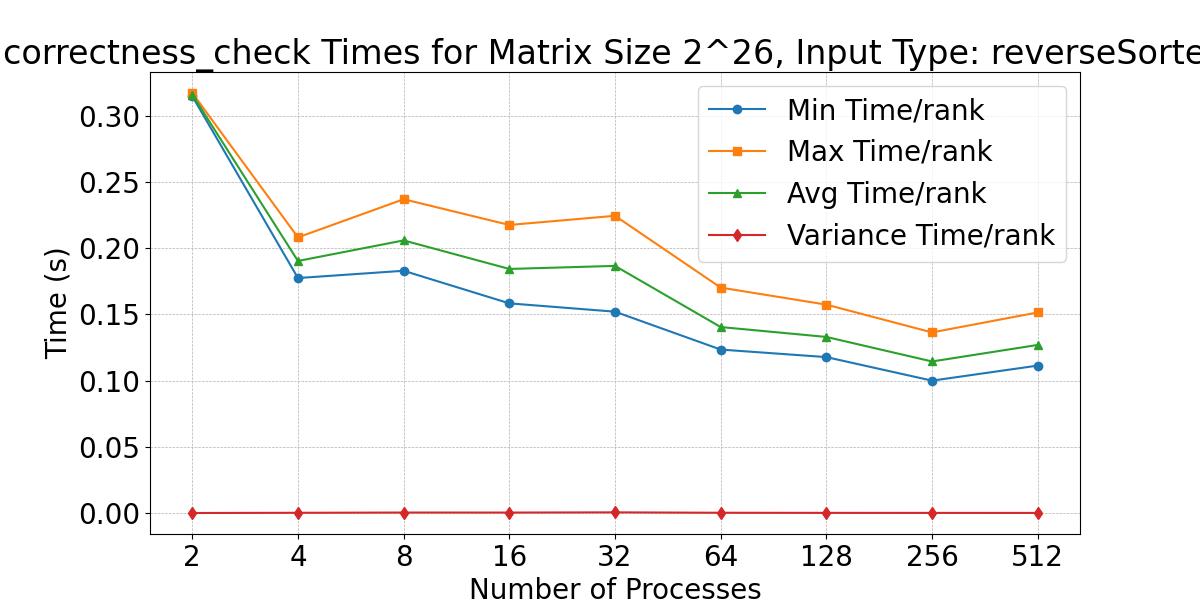 correctness_check Times for Matrix Size 2^26, Input Type: reverseSorte
Min Time/rank
Max Time/rank
Avg Time/rank
Variance Time/rank
Time (s)
0.30
0.25
0.20
0.15
0.10
0.05
0.00
2 4 8 16 32 64 128 256 512
Number of Processes